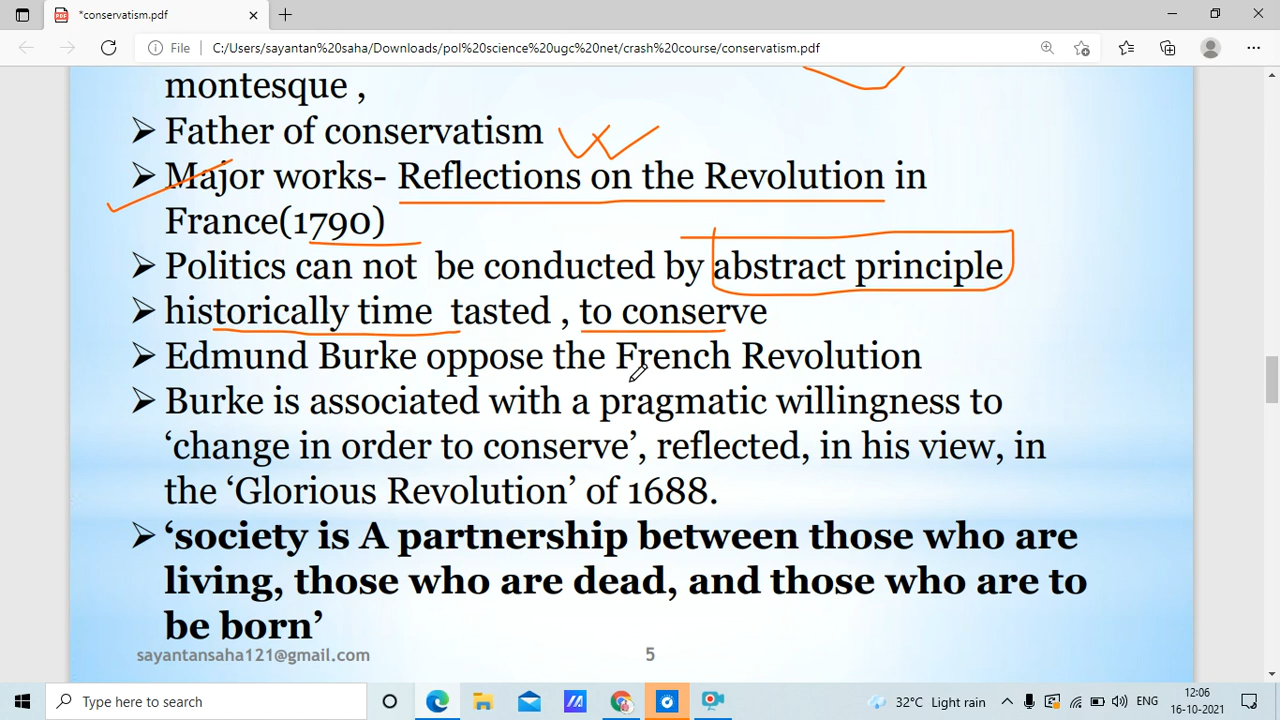 *conservatism.pdf
File C:/Users/sayantan%20saha/Downloads/pol%20science%20ugc%20net/crash%20course/conservatism.pdf
montesque ,
➢ Father of conservatism
➢ Major works- Reflections on the Revolution in
France(1790)
➢ Politics can not be conducted by abstract principle
➢ historically time tasted , to conserve
➢ Edmund Burke oppose the French Revolution
➢ Burke is associated with a pragmatic willingness to
‘change in order to conserve’, reflected, in his view, in
the ‘Glorious Revolution’ of 1688.
➢ ‘society is A partnership between those who are
living, those who are dead, and those who are to
be born’
sayantansaha121@gmail.com 5
Type here to search 32°C Light rain ENG 12:06
16-10-2021